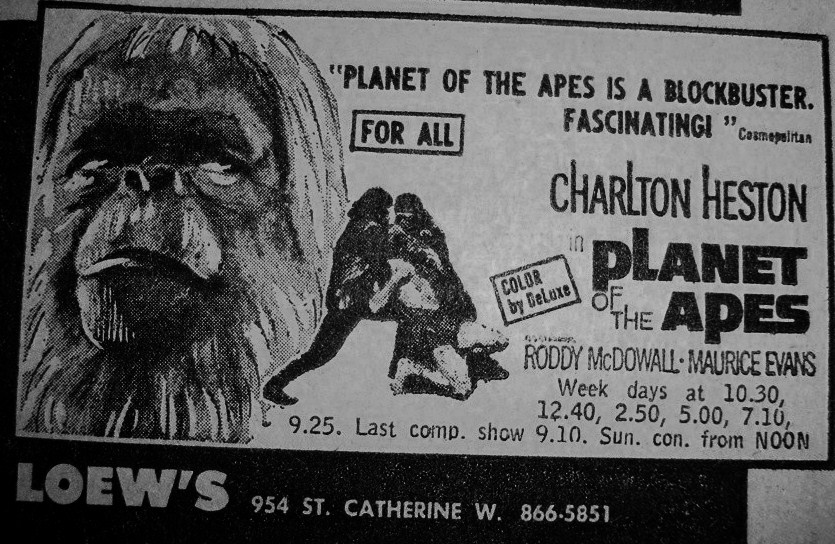 "PLANET OF THE APES IS A BLOCKBUSTER.
FASCINATING! " Cosmopolitan
FOR ALL
CHARLTON HESTON
in PLANET
OF THE APES
COLOR
by DeLuxe
RODDY McDOWALL · MAURICE EVANS
Week days at 10.30,
12.40, 2.50, 5.00, 7.10,
9.25. Last comp. show 9.10. Sun. con. from NOON
LOEW'S 954 ST. CATHERINE W. 866-5851